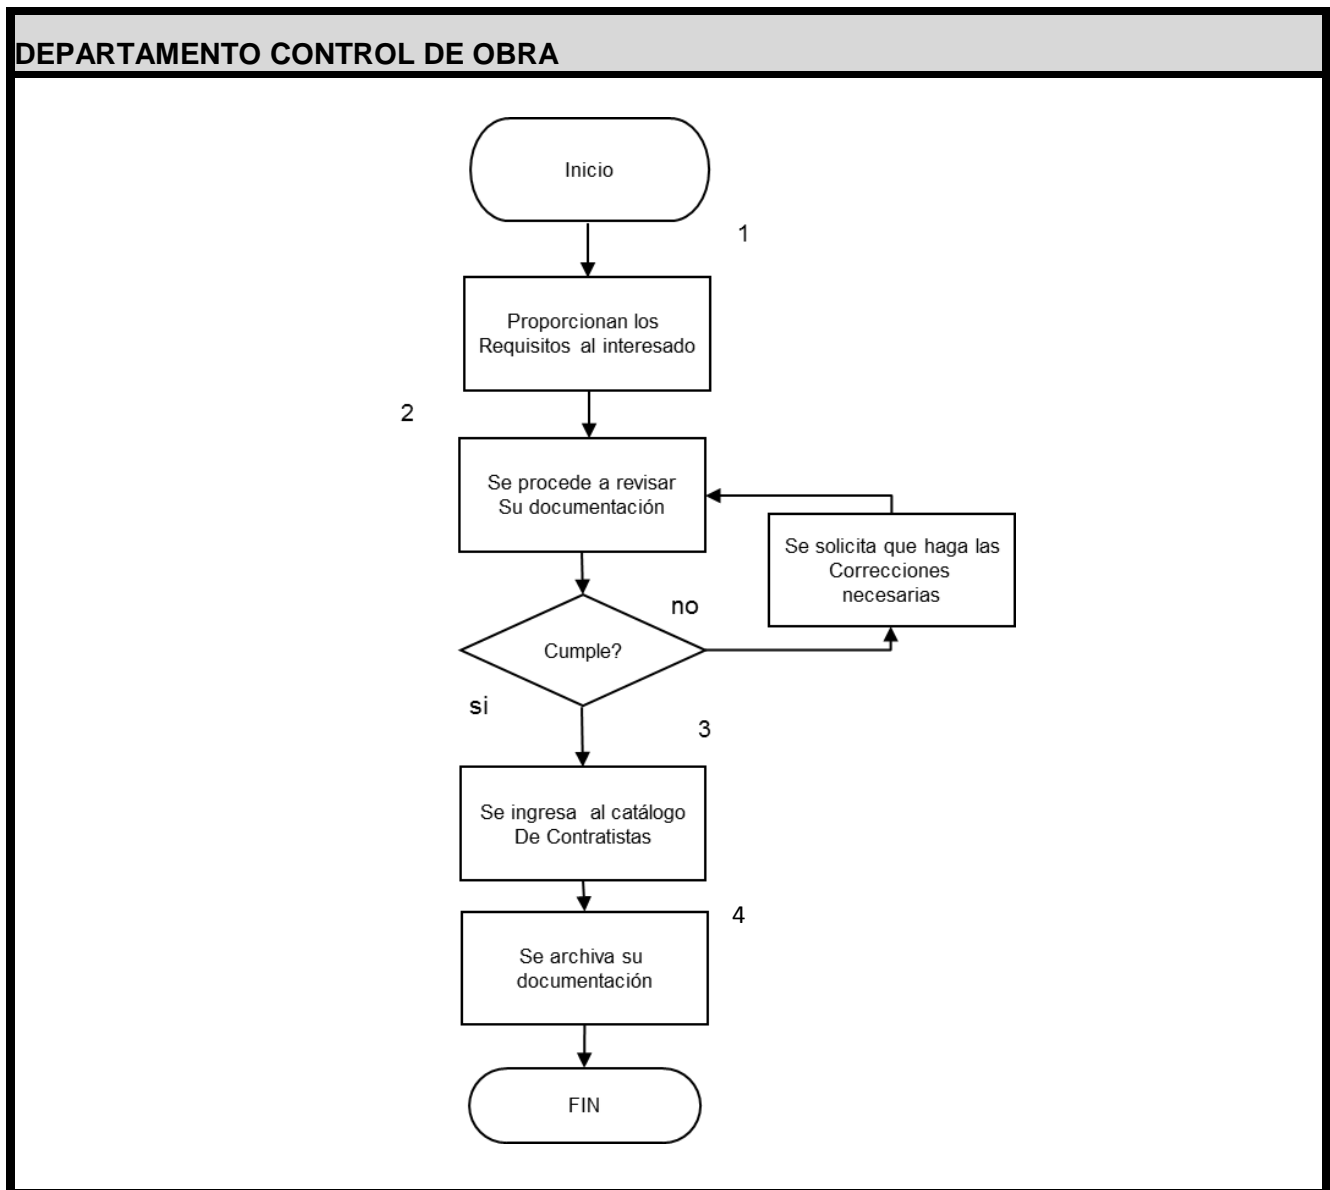 DEPARTAMENTO CONTROL DE OBRA
Inicio
1
Proporcionan los
Requisitos al interesado
2
Se procede a revisar
Su documentación
Se solicita que haga las
Correcciones
necesarias
no
Cumple?
si
3
Se ingresa al catálogo
De Contratistas
4
Se archiva su
documentación
FIN